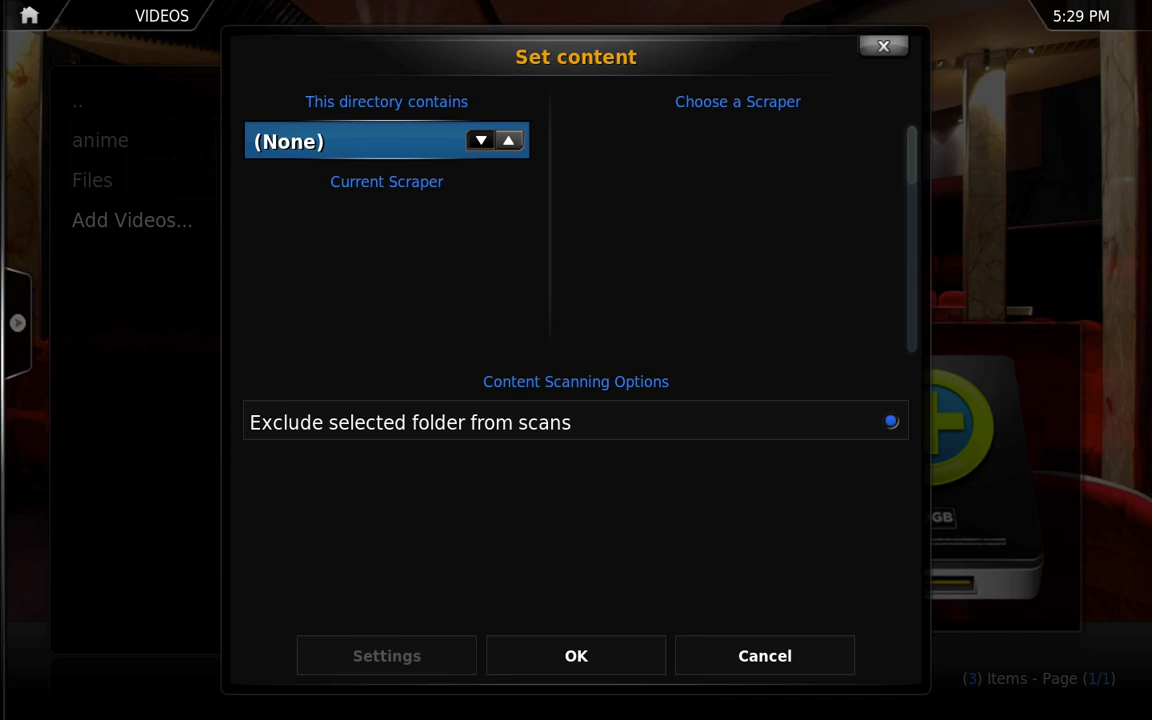 VIDEOS
5:29 PM
Set content
x
This directory contains
Choose a Scraper
..
anime
Files
Add Videos...
(None)
Current Scraper
Content Scanning Options
Exclude selected folder from scans
GB
Settings
OK
Cancel
(3) Items - Page (1/1)